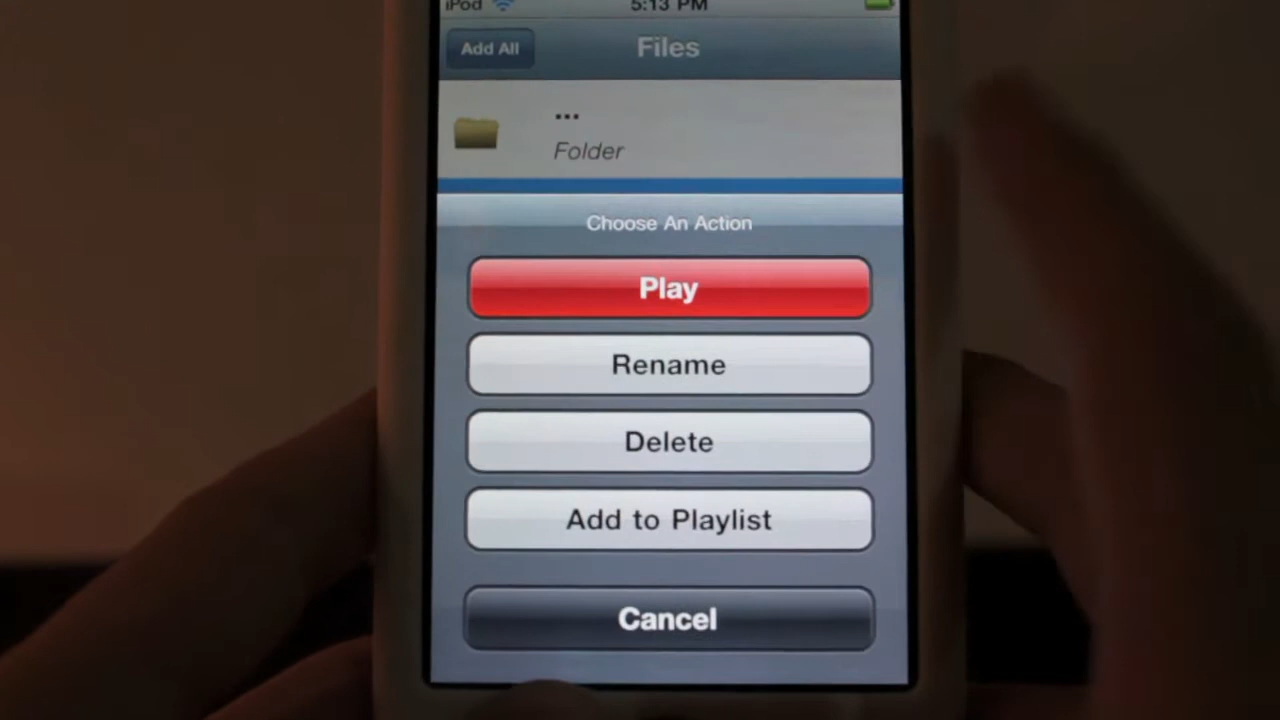 iPod 5:13 PM
Add All Files
...
Folder
Choose An Action
Play
Rename
Delete
Add to Playlist
Cancel